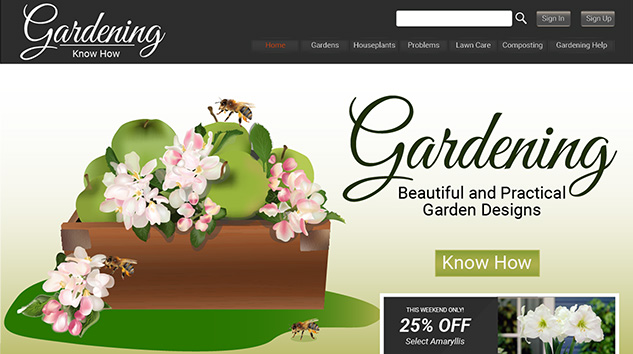 Gardening
Know How
Sign In
Sign Up
Home
Gardens
Houseplants
Problems
Lawn Care
Composting
Gardening Help
Gardening
Beautiful and Practical
Garden Designs
Know How
THIS WEEKEND ONLY!
25% OFF
Select Amaryllis